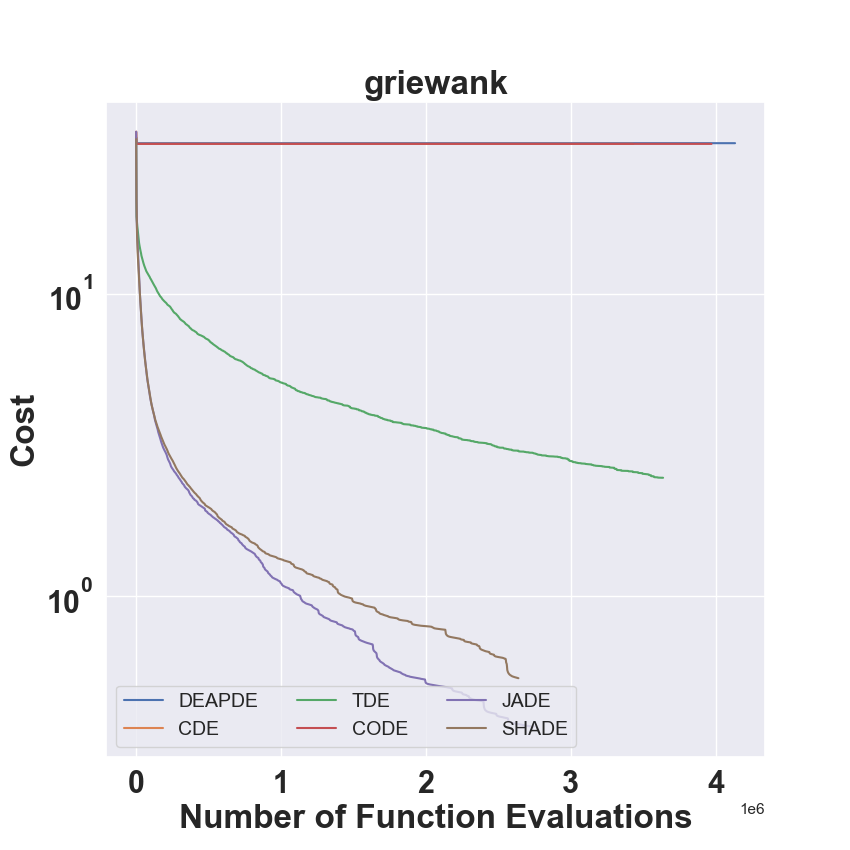 griewank
Cost
10^1
10^0
DEAPDE
TDE
JADE
CDE
CODE
SHADE
0 1 2 3 4
1e6
Number of Function Evaluations